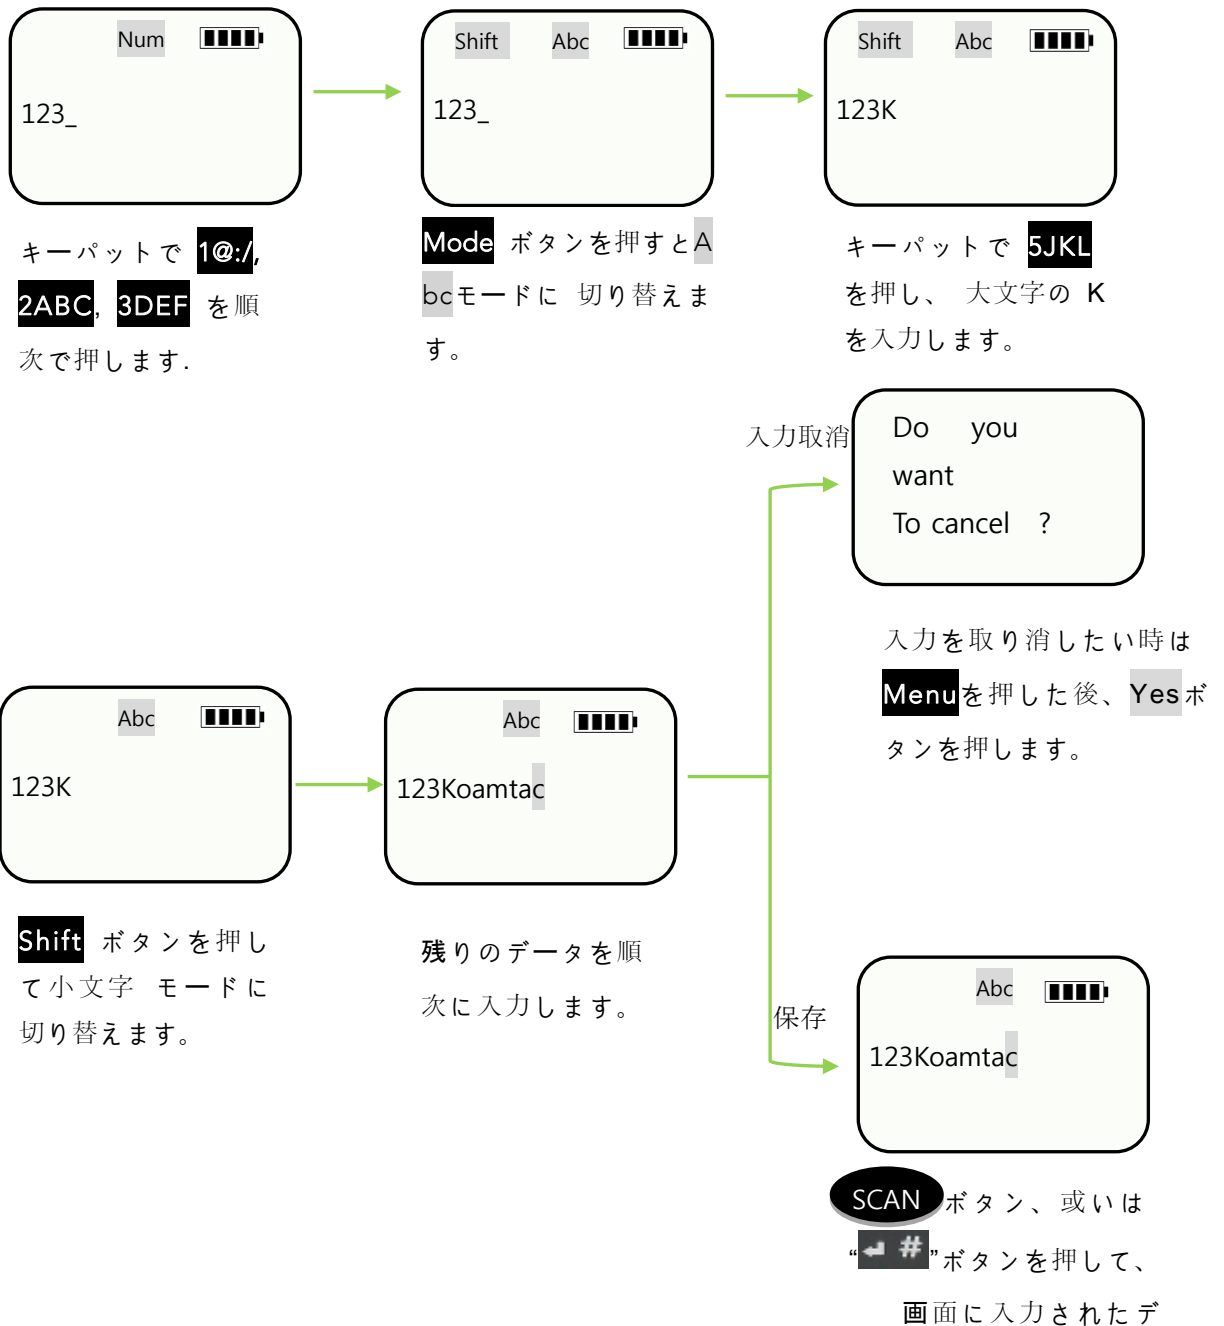 Num
123_
キーパットで 1@:/,
2ABC, 3DEF を順
次で押します.
Shift Abc
123_
Mode ボタンを押すとA
bcモードに 切り替えま
す。
Shift Abc
123K
キーパットで 5JKL
を押し、 大文字の K
を入力します。
Abc
123K
Shift ボタンを押し
て小文字 モードに
切り替えます。
Abc
123Koamtac
残りのデータを順
次に入力します。
入力取消
Do you
want
To cancel ?
入力を取り消したい時は
Menuを押した後、Yesボ
タンを押します。
保存
Abc
123Koamtac
SCANボタン、或いは
“↵ #”ボタンを押して、
画面に入力されたデ